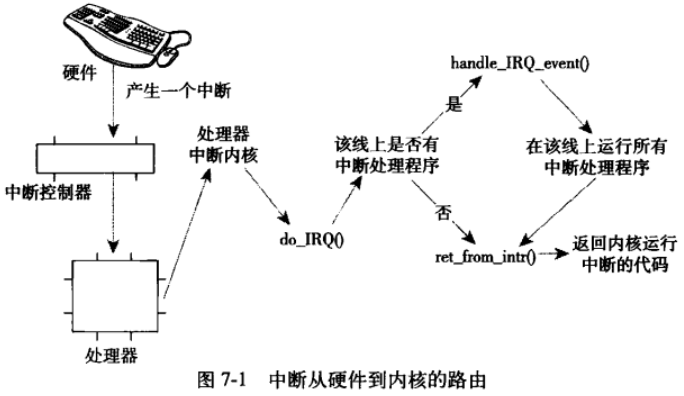 硬件
产生一个中断
中断控制器
处理器
处理器
中断内核
do_IRQ()
该线上是否有
中断处理程序
是
handle_IRQ_event()
在该线上运行所有
中断处理程序
否
ret_from_intr()
返回内核运行
中断的代码
图 7-1 中断从硬件到内核的路由